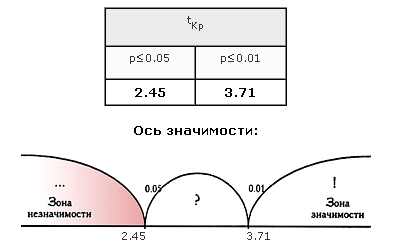 tКр
p≤0.05 p≤0.01
2.45 3.71
Ось значимости:
... 0.05 ? 0.01 !
Зона Зона
незначимости значимости
2.45 3.71